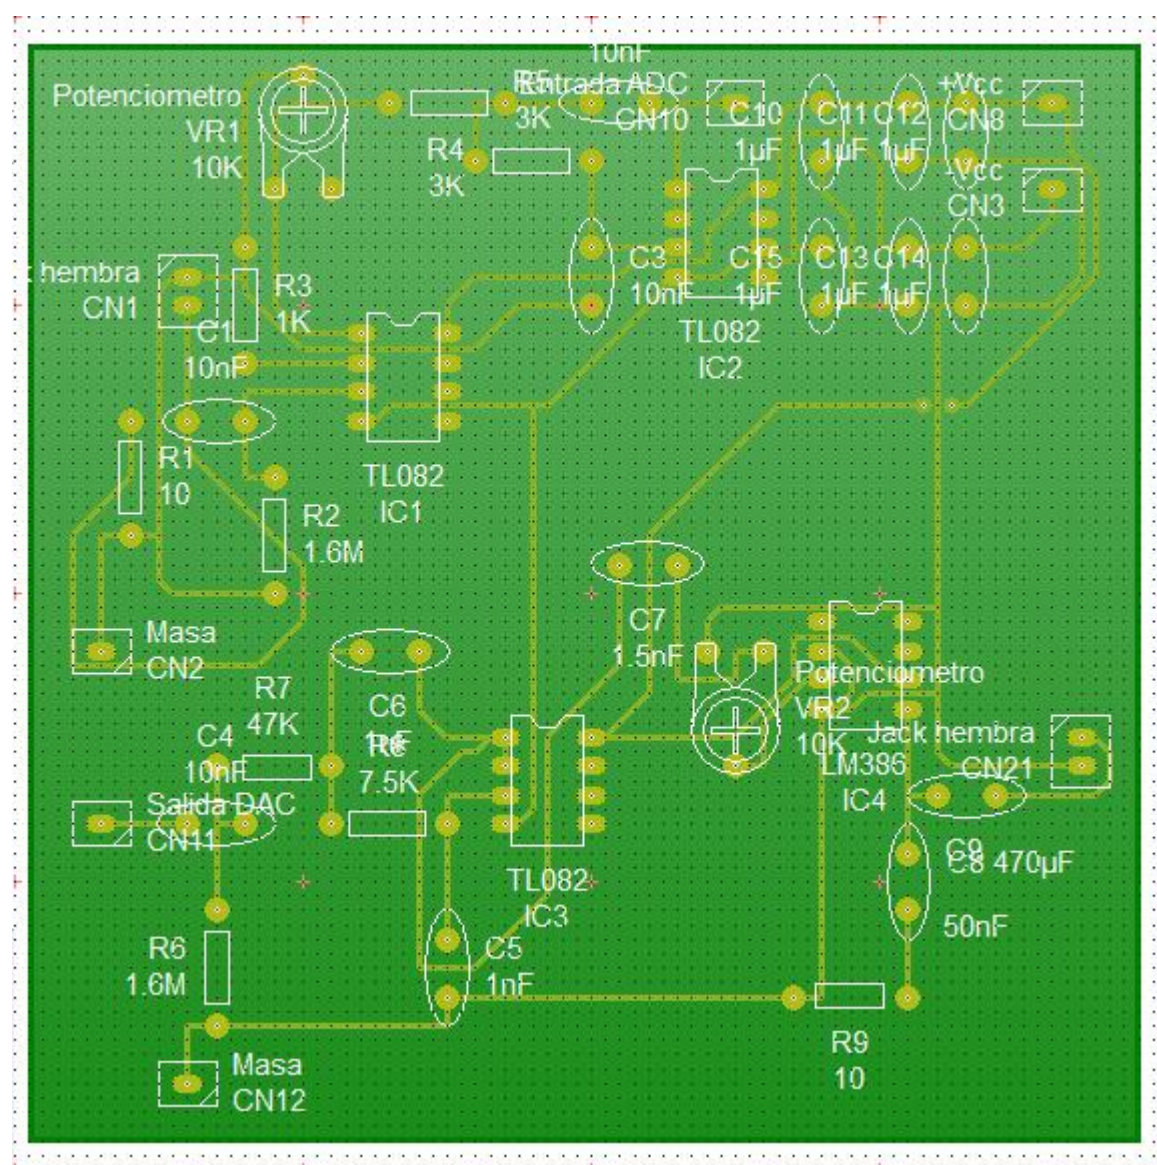 10nF
Entrada ADC
CN10
R5
3K
Potenciometro
VR1
10K
R4
3K
C10
1µF
C11
1µF
C12
1µF
+Vcc
CN8
-Vcc
CN3
k hembra
CN1
R3
1K
C1
10nF
C3
10nF
C15
1µF
C13
1µF
C14
1µF
TL082
IC2
R1
10
TL082
IC1
R2
1.6M
Masa
CN2
C7
1.5nF
Potenciometro
VR2
10K
R7
47K
C6
C4
10nF
7.5K
Jack hembra
CN21
LM386
IC4
Salida DAC
CN11
TL082
IC3
C9
C8 470µF
50nF
R6
1.6M
C5
1nF
R9
10
Masa
CN12